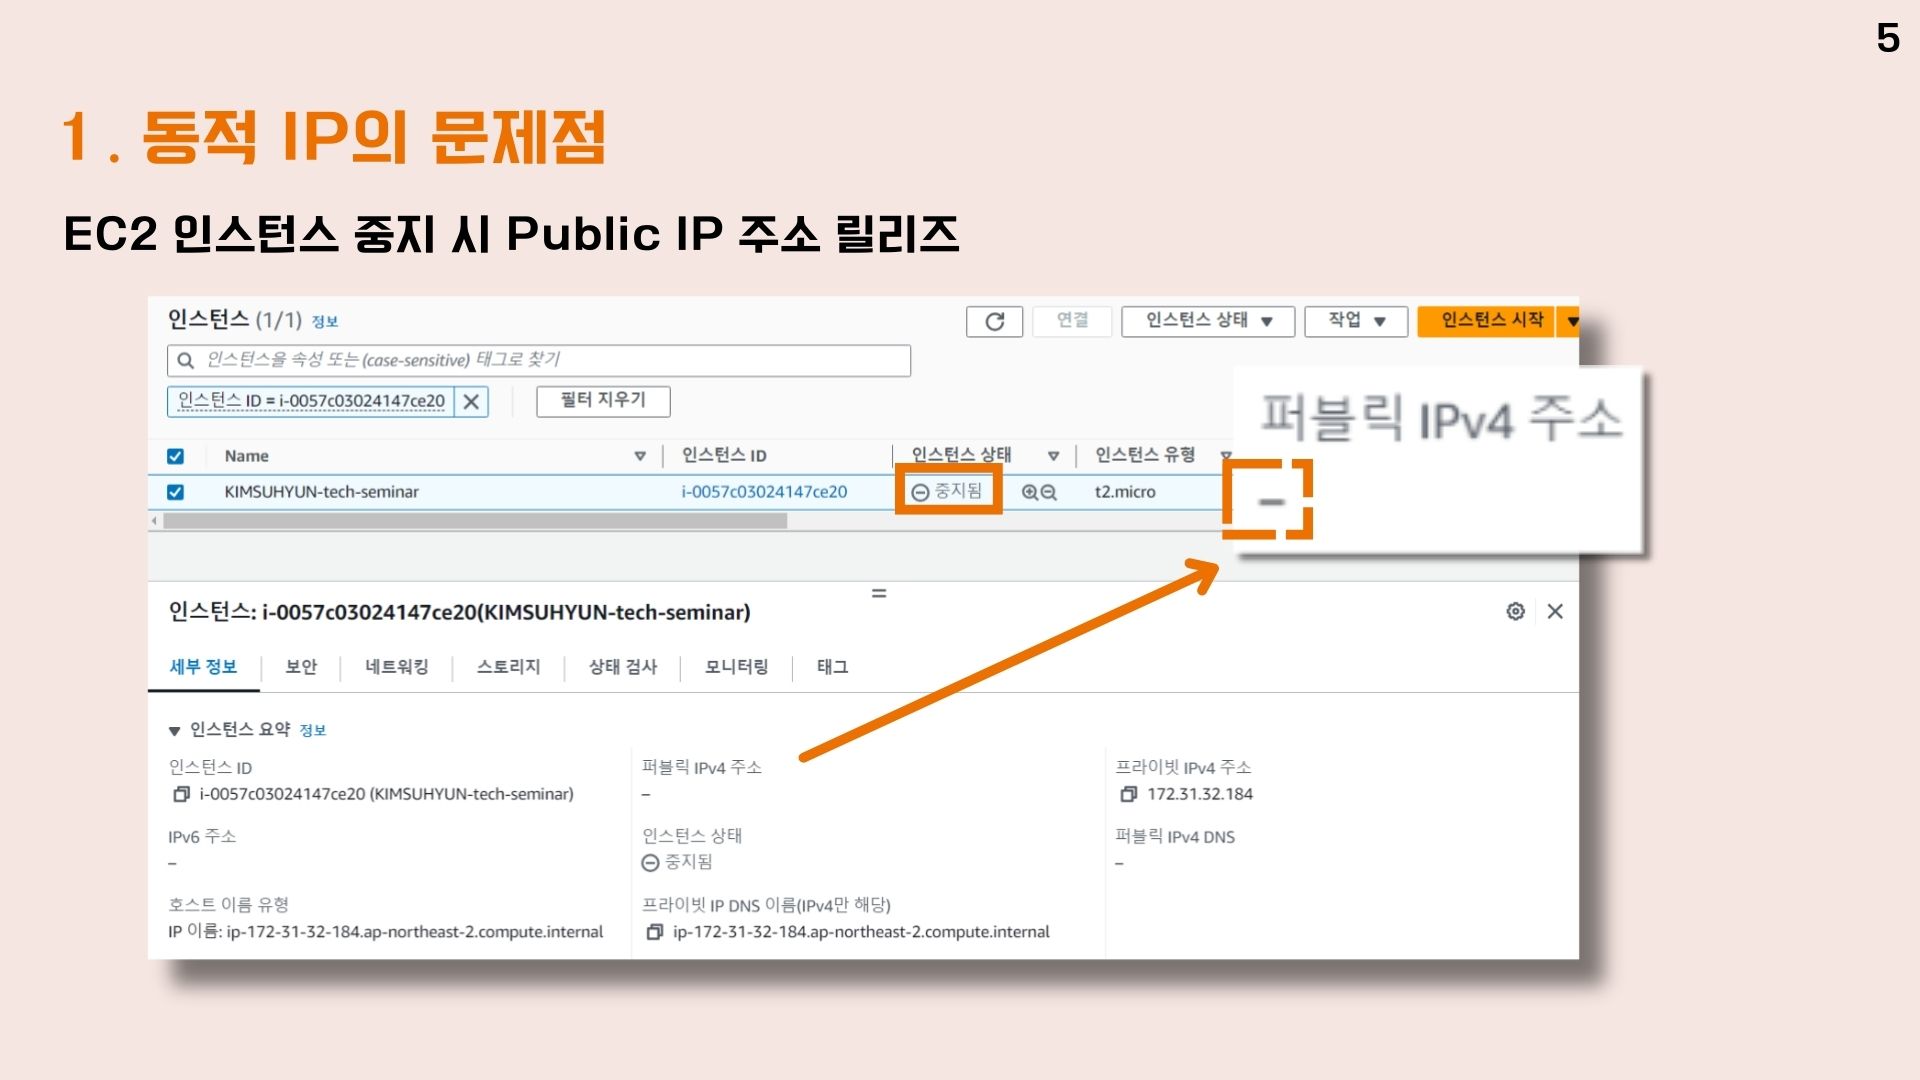 5
1. 동적 IP의 문제점
EC2 인스턴스 중지 시 Public IP 주소 릴리즈
인스턴스 (1/1) 정보
연결
인스턴스 상태
작업
인스턴스 시작
인스턴스을 속성 또는 (case-sensitive) 태그로 찾기
인스턴스 ID = i-0057c03024147ce20
필터 지우기
퍼블릭 IPv4 주소
–
Name
인스턴스 ID
인스턴스 상태
인스턴스 유형
KIMSUHYUN-tech-seminar
i-0057c03024147ce20
중지됨
t2.micro
인스턴스: i-0057c03024147ce20(KIMSUHYUN-tech-seminar)
세부 정보
보안
네트워킹
스토리지
상태 검사
모니터링
태그
인스턴스 요약 정보
인스턴스 ID
i-0057c03024147ce20 (KIMSUHYUN-tech-seminar)
퍼블릭 IPv4 주소
–
프라이빗 IPv4 주소
172.31.32.184
IPv6 주소
–
인스턴스 상태
중지됨
퍼블릭 IPv4 DNS
–
호스트 이름 유형
IP 이름: ip-172-31-32-184.ap-northeast-2.compute.internal
프라이빗 IP DNS 이름(IPv4만 해당)
ip-172-31-32-184.ap-northeast-2.compute.internal